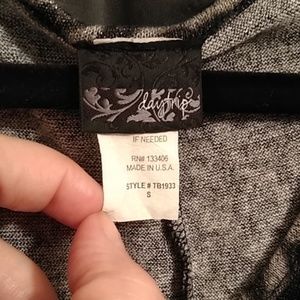 daytrip
IF NEEDED
RN# 133406
MADE IN U.S.A.
STYLE # TB1933
S